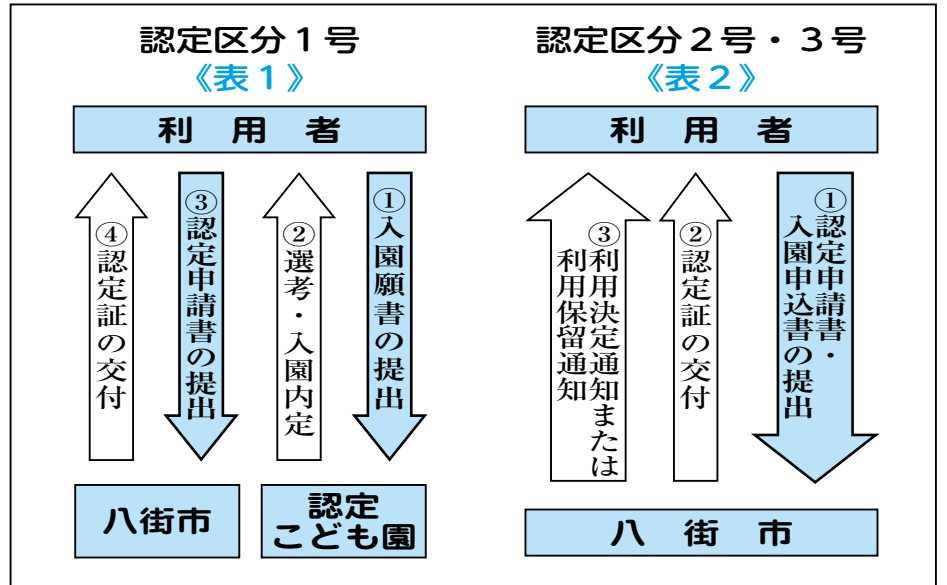 認定区分１号
《表１》
利用者
①入園願書の提出
②選考・入園内定
③認定申請書の提出
④認定証の交付
八街市
認定
こども園
認定区分２号・３号
《表２》
利用者
①認定申請書・
入園申込書の提出
②認定証の交付
③利用決定通知または
利用保留通知
八街市